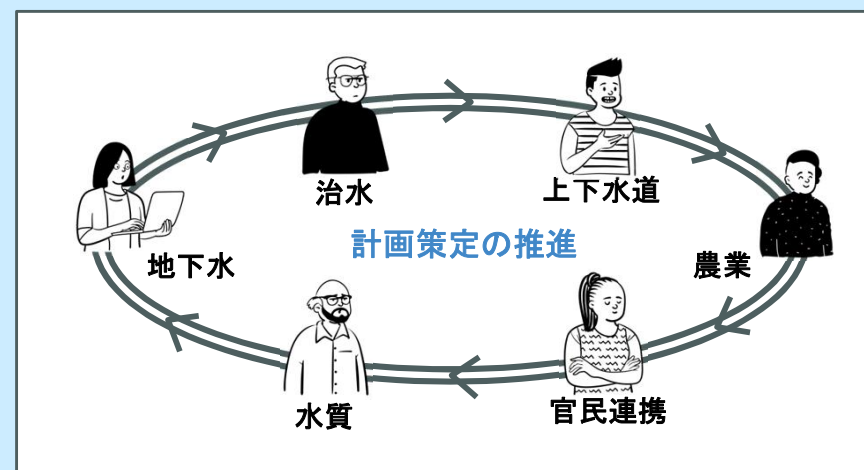 治水
上下水道
計画策定の推進
地下水
農業
水質
官民連携